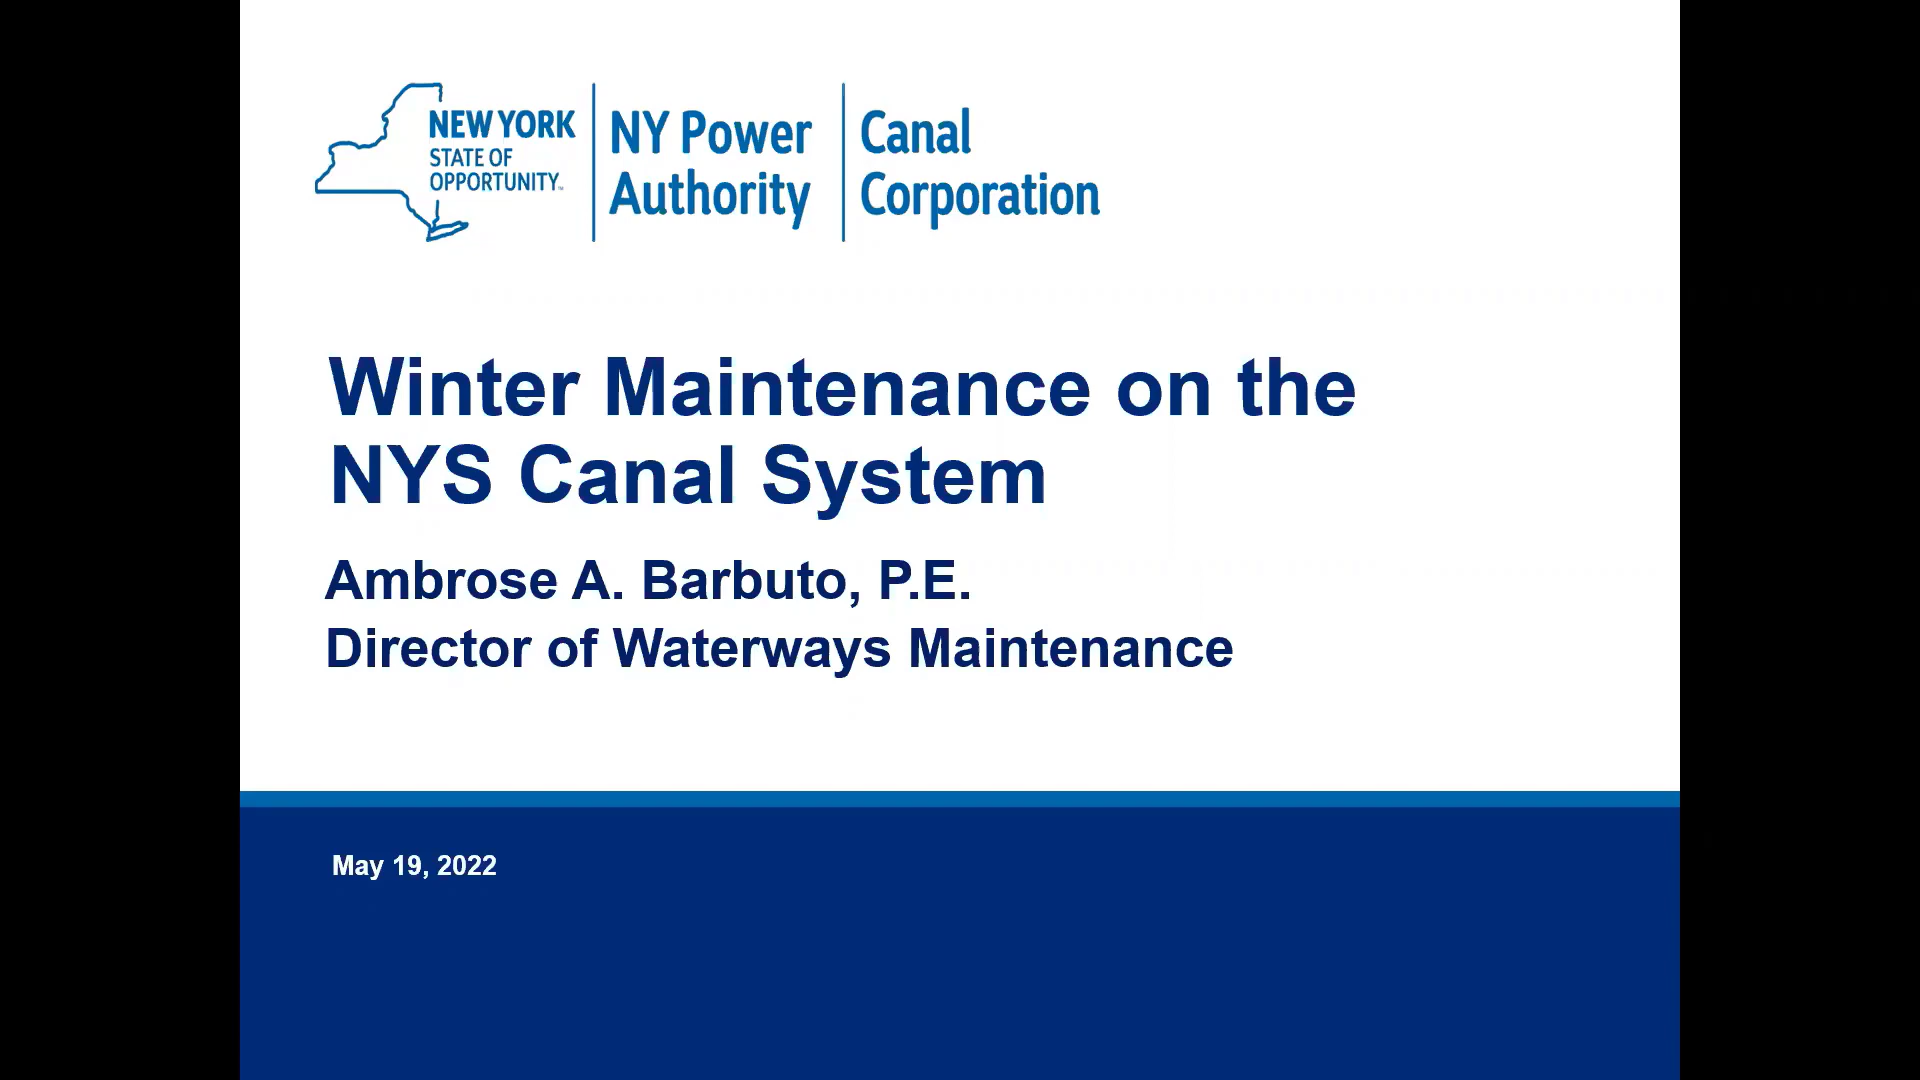 NEW YORK
STATE OF
OPPORTUNITY™
NY Power
Authority
Canal
Corporation
Winter Maintenance on the
NYS Canal System
Ambrose A. Barbuto, P.E.
Director of Waterways Maintenance
May 19, 2022